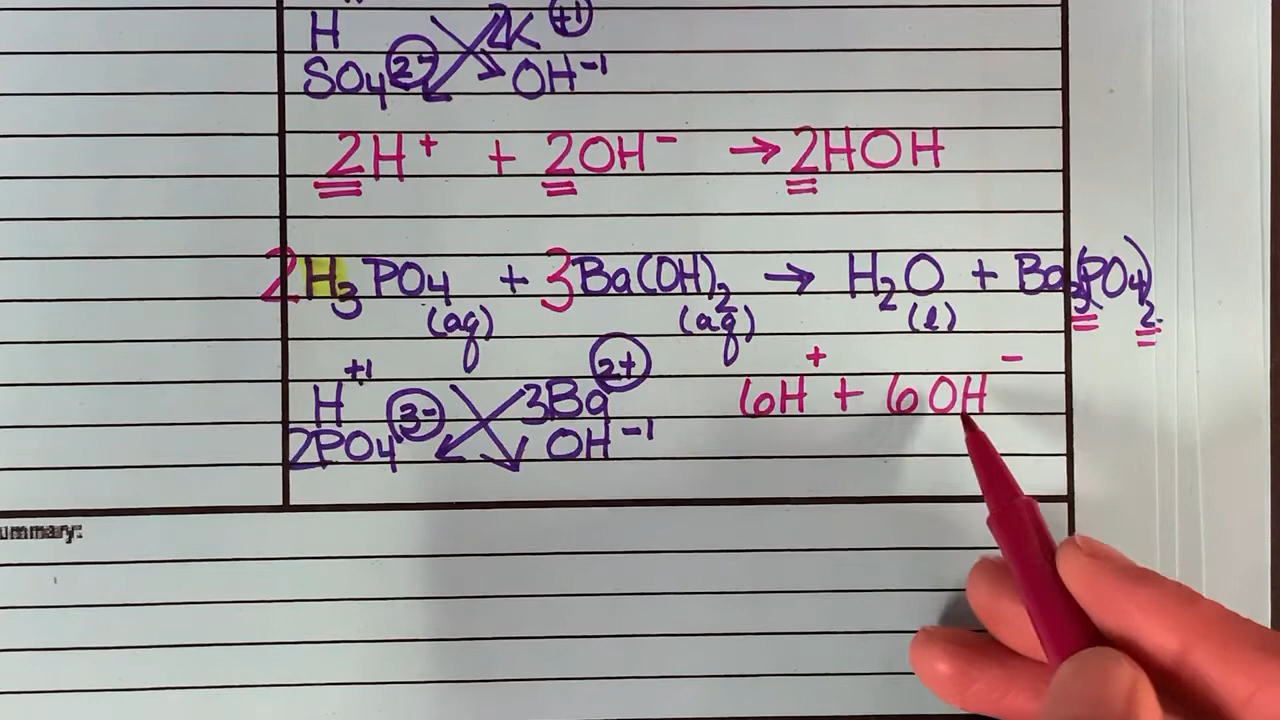 H 2K +1
SO4 2- OH-1
2H+ + 2OH- → 2HOH
2H3PO4 + 3Ba(OH)2 → H2O + Ba3(PO4)2
(aq) (aq) (l)
H+1 3Ba 2+ 6H+ + 6OH-
2PO4 3- OH-1
ummary: